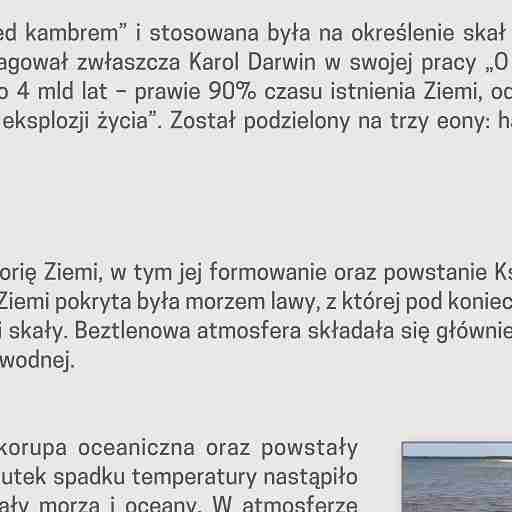 ed kambrem” i stosowana była na określenie skał
agował zwłaszcza Karol Darwin w swojej pracy „O
o 4 mld lat – prawie 90% czasu istnienia Ziemi, od
eksplozji życia”. Został podzielony na trzy eony: ha
orię Ziemi, w tym jej formowanie oraz powstanie Ks
Ziemi pokryta była morzem lawy, z której pod koniec
i skały. Beztlenowa atmosfera składała się głównie
wodnej.
korupa oceaniczna oraz powstały
utek spadku temperatury nastąpiło
ały morza i oceany. W atmosferze